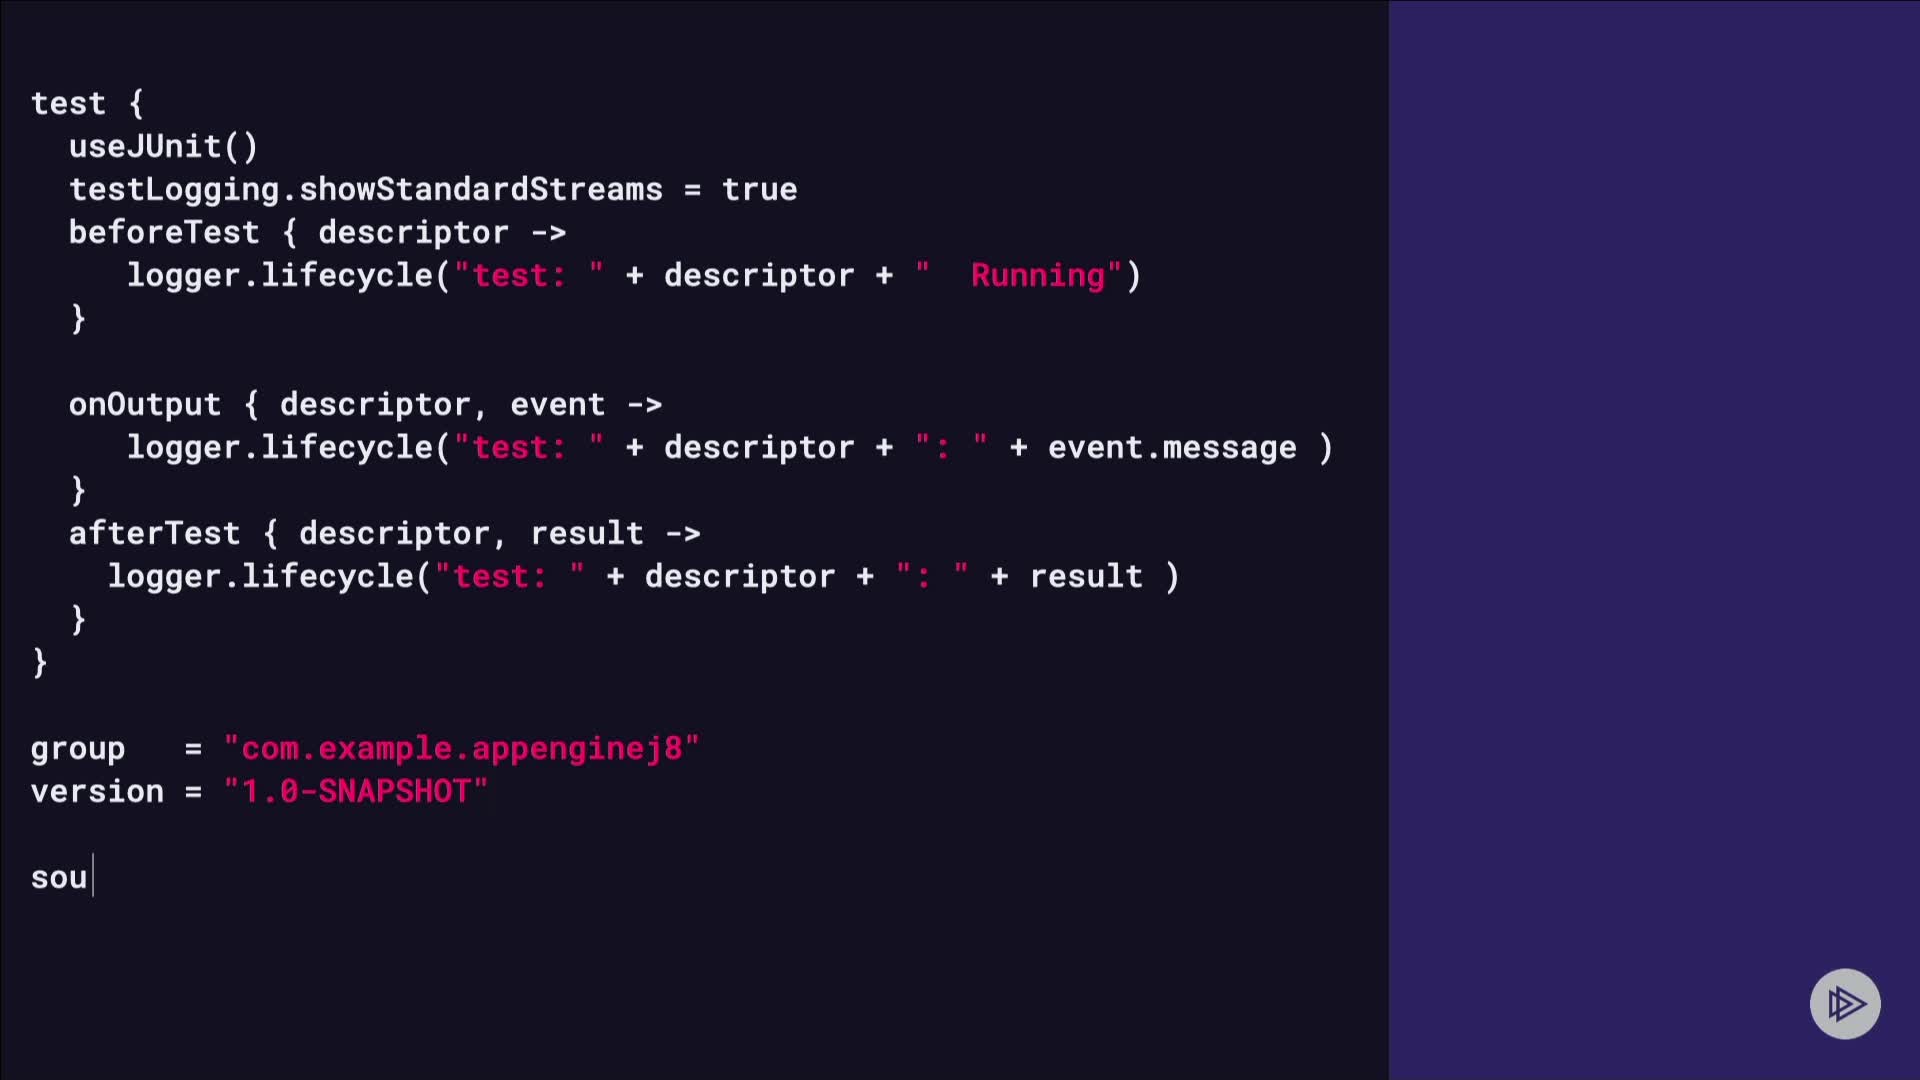 test {
  useJUnit()
  testLogging.showStandardStreams = true
  beforeTest { descriptor ->
     logger.lifecycle("test: " + descriptor + "  Running")
  }

  onOutput { descriptor, event ->
     logger.lifecycle("test: " + descriptor + ": " + event.message )
  }
  afterTest { descriptor, result ->
    logger.lifecycle("test: " + descriptor + ": " + result )
  }
}

group   = "com.example.appenginej8"
version = "1.0-SNAPSHOT"

sou